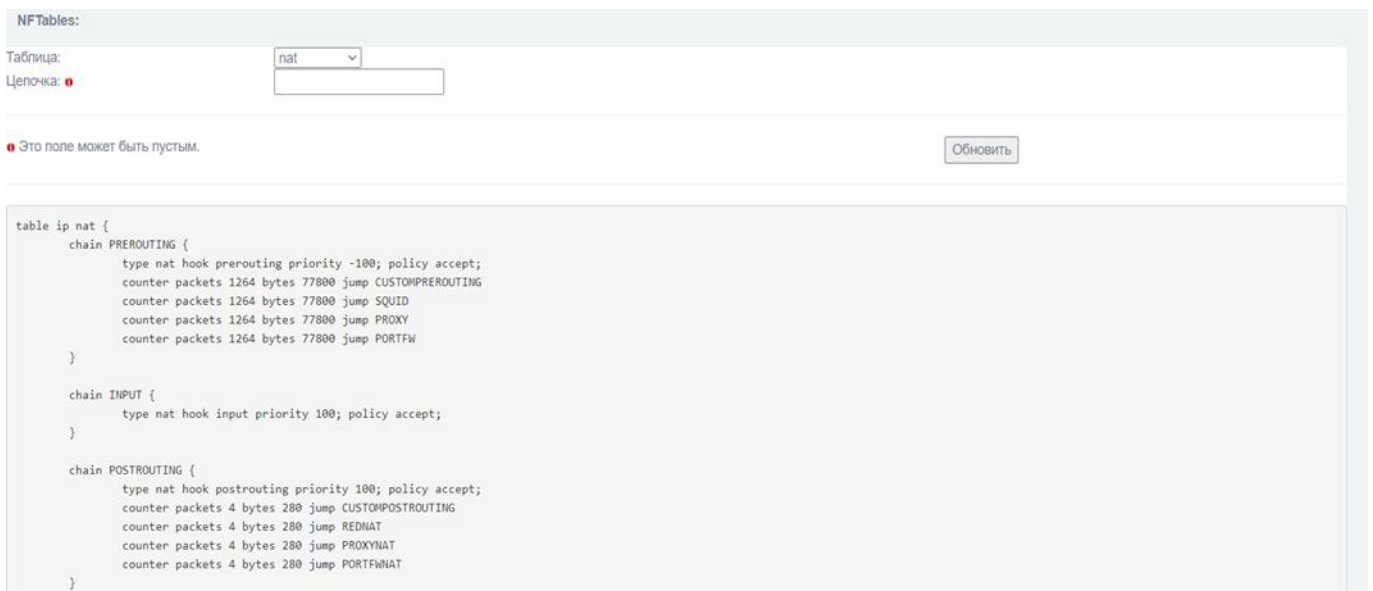 NFTables:
Таблица: nat
Цепочка:
Это поле может быть пустым. Обновить
table ip nat {
chain PREROUTING {
type nat hook prerouting priority -100; policy accept;
counter packets 1264 bytes 77800 jump CUSTOMPREROUTING
counter packets 1264 bytes 77800 jump SQUID
counter packets 1264 bytes 77800 jump PROXY
counter packets 1264 bytes 77800 jump PORTFW
}
chain INPUT {
type nat hook input priority 100; policy accept;
}
chain POSTROUTING {
type nat hook postrouting priority 100; policy accept;
counter packets 4 bytes 280 jump CUSTOMPOSTROUTING
counter packets 4 bytes 280 jump REDNAT
counter packets 4 bytes 280 jump PROXYNAT
counter packets 4 bytes 280 jump PORTFWNAT
}